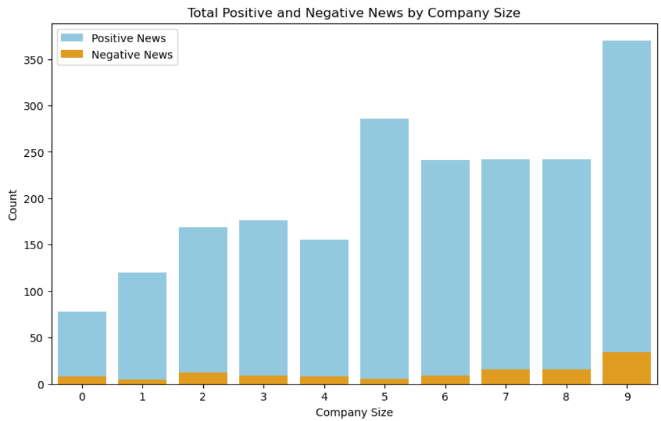 Total Positive and Negative News by Company Size
Positive News
Negative News
350
300
250
200
150
100
50
0
Count
0 1 2 3 4 5 6 7 8 9
Company Size